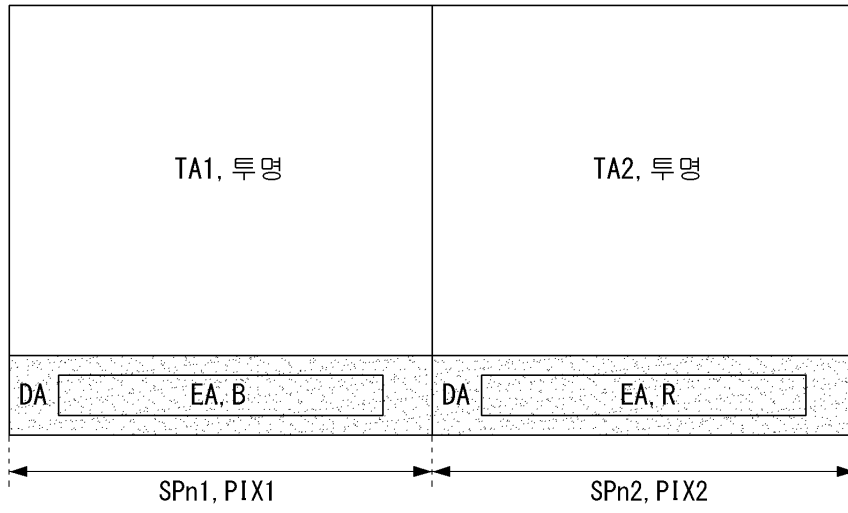 TA1, 투명
TA2, 투명
DA
EA, B
DA
EA, R
SPn1, PIX1
SPn2, PIX2